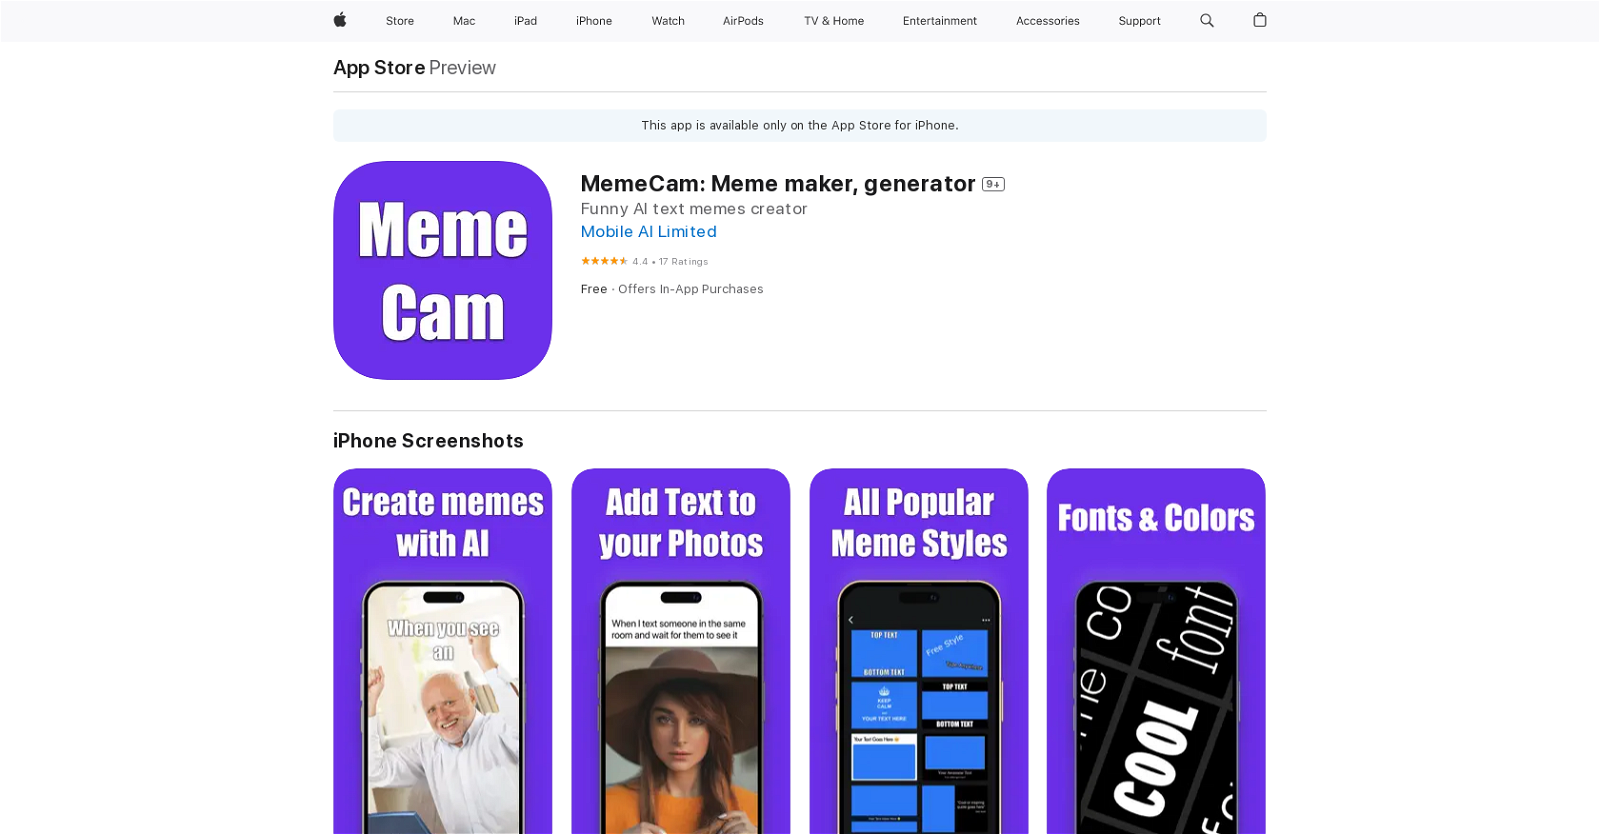 Store Mac iPad iPhone Watch AirPods TV & Home Entertainment Accessories Support
App Store Preview
This app is available only on the App Store for iPhone.
Meme
Cam
MemeCam: Meme maker, generator 9+
Funny AI text memes creator
Mobile AI Limited
4.4 • 17 Ratings
Free · Offers In-App Purchases
iPhone Screenshots
Create memes
with AI
When you see
an
Add Text to
your Photos
When I text someone in the same
room and wait for them to see it
All Popular
Meme Styles
TOP TEXT
BOTTOM TEXT
Free Style
KEEP
CALM
YOUR TEXT HERE
TOP TEXT
BOTTOM TEXT
Your Text Goes Here
Fonts & Colors
font
COOL